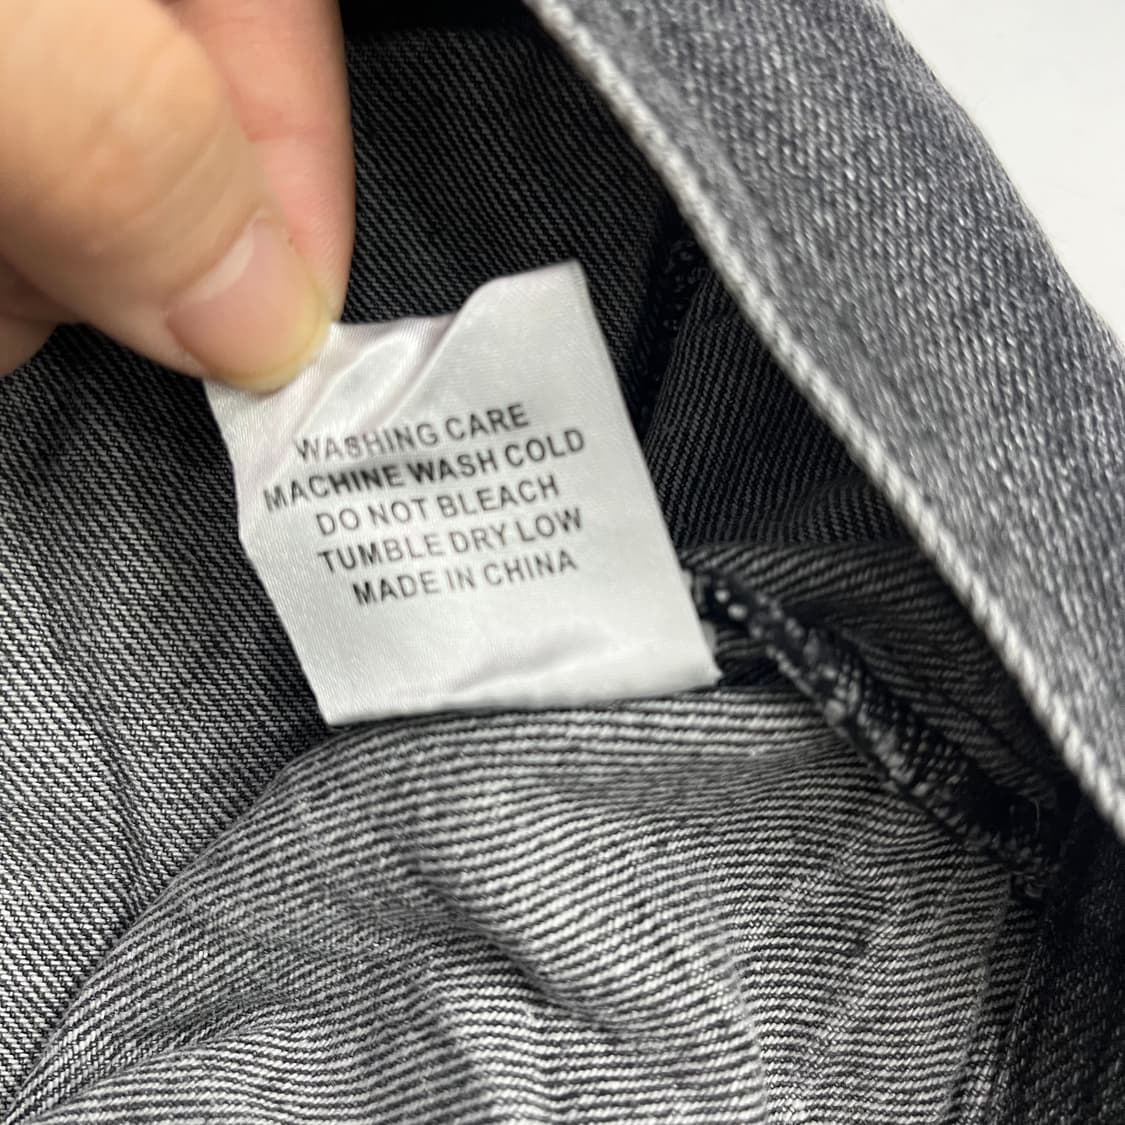 WASHING CARE
MACHINE WASH COLD
DO NOT BLEACH
TUMBLE DRY LOW
MADE IN CHINA